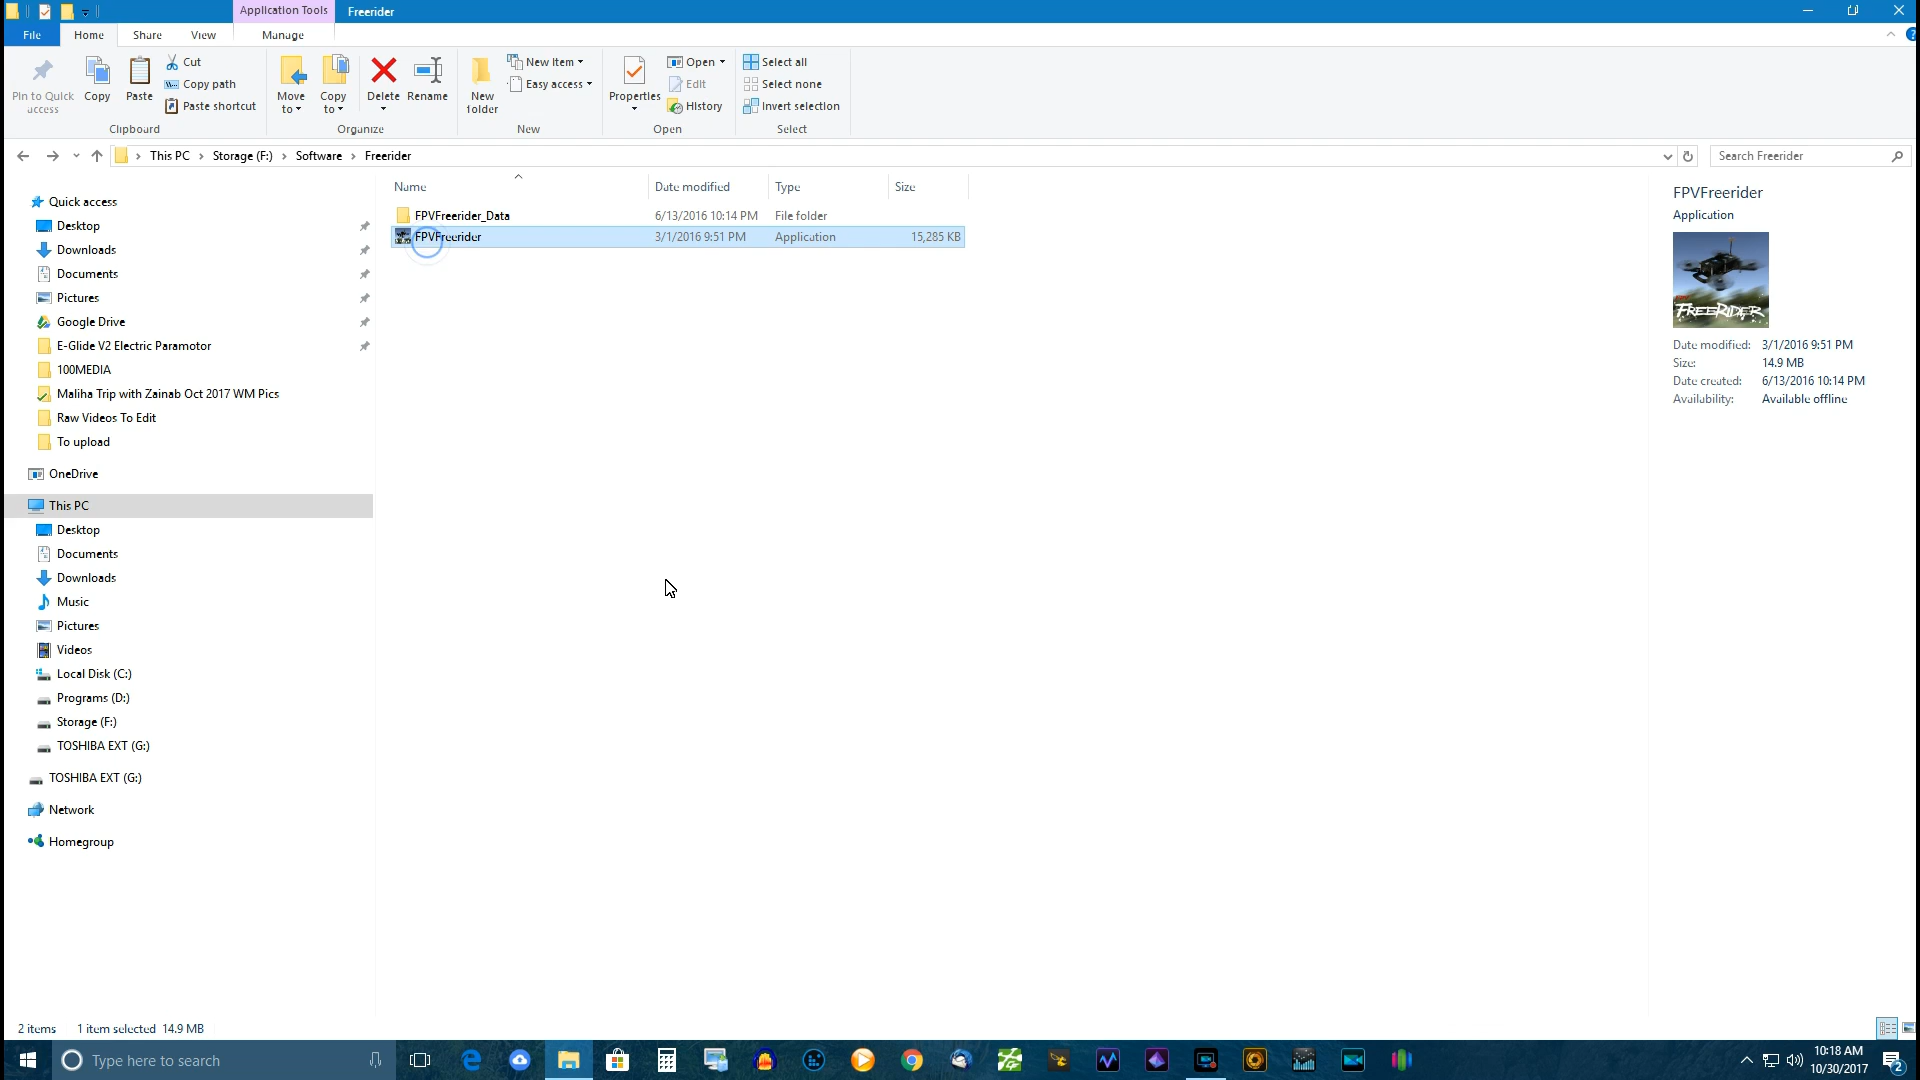 Application Tools Freerider
File Home Share View Manage
Pin to Quick access
Copy
Paste
Cut
Copy path
Paste shortcut
Clipboard
Move to
Copy to
Delete
Rename
Organize
New folder
New item
Easy access
New
Properties
Open
Edit
History
Open
Select all
Select none
Invert selection
Select
This PC > Storage (F:) > Software > Freerider
Search Freerider
Quick access
Desktop
Downloads
Documents
Pictures
Google Drive
E-Glide V2 Electric Paramotor
100MEDIA
Maliha Trip with Zainab Oct 2017 WM Pics
Raw Videos To Edit
To upload
OneDrive
This PC
Desktop
Documents
Downloads
Music
Pictures
Videos
Local Disk (C:)
Programs (D:)
Storage (F:)
TOSHIBA EXT (G:)
TOSHIBA EXT (G:)
Network
Homegroup
Name Date modified Type Size
FPVFreerider_Data 6/13/2016 10:14 PM File folder
FPVFreerider 3/1/2016 9:51 PM Application 15,285 KB
FPVFreerider
Application
FREERIDER
Date modified: 3/1/2016 9:51 PM
Size: 14.9 MB
Date created: 6/13/2016 10:14 PM
Availability: Available offline
2 items 1 item selected 14.9 MB
Type here to search
10:18 AM
10/30/2017
2